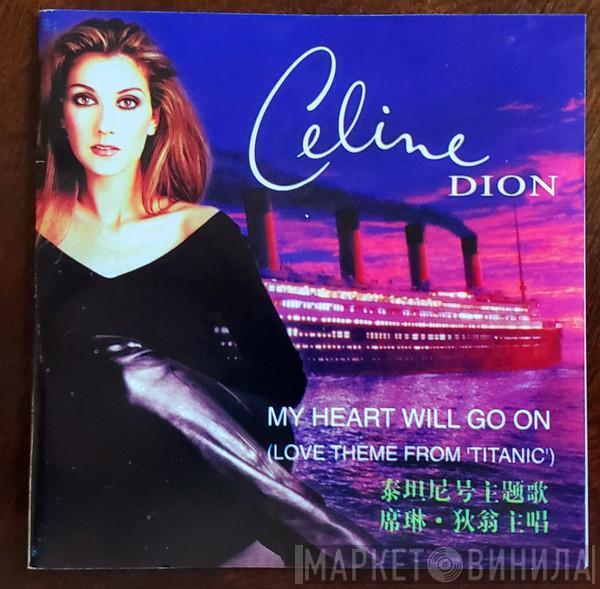 Celine
DION
MY HEART WILL GO ON
(LOVE THEME FROM 'TITANIC')
泰坦尼号主题歌
席琳·狄翁主唱
МАРКЕТ ВИНИЛА